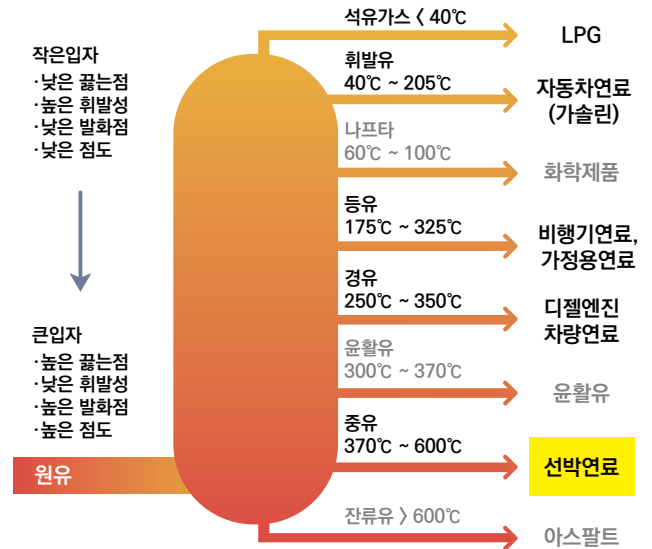 석유가스 < 40℃
LPG
작은입자
·낮은 끓는점
·높은 휘발성
·낮은 발화점
·낮은 점도
휘발유
40℃ ~ 205℃
자동차연료
(가솔린)
나프타
60℃ ~ 100℃
화학제품
등유
175℃ ~ 325℃
비행기연료,
가정용연료
경유
250℃ ~ 350℃
디젤엔진
차량연료
큰입자
·높은 끓는점
·낮은 휘발성
·높은 발화점
·높은 점도
윤활유
300℃ ~ 370℃
윤활유
중유
370℃ ~ 600℃
선박연료
원유
잔류유 > 600℃
아스팔트